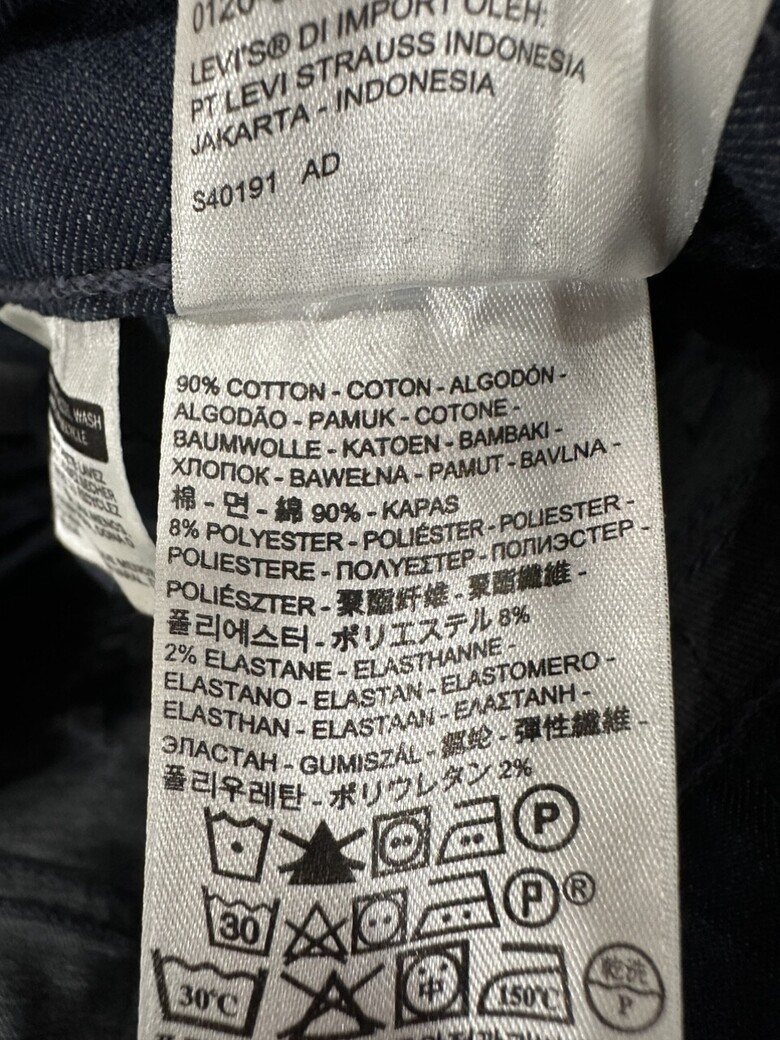 LEVI'S® DI IMPORT OLEH:
PT LEVI STRAUSS INDONESIA
JAKARTA - INDONESIA
S40191 AD
WASH
90% COTTON - COTON - ALGODÓN -
ALGODÃO - PAMUK - COTONE -
BAUMWOLLE - KATOEN - BAMBAKI -
ХЛОПОК - BAWEŁNA - PAMUT - BAVLNA -
棉 - 면 - 綿 90% - KAPAS
8% POLYESTER - POLIÉSTER - POLIESTER -
POLIESTERE - ΠΟΛΥΕΣΤΕΡ - ПОЛИЭСТЕР -
POLIÉSZTER - 聚酯纤维 - 聚酯纖維 -
폴리에스터 - ポリエステル 8%
2% ELASTANE - ELASTHANNE -
ELASTANO - ELASTAN - ELASTOMERO -
ELASTHAN - ELASTAAN - ΕΛΑΣΤΑΝΗ -
ЭЛАСТАН - GUMISZÁL - 氨纶 - 彈性纖維 -
폴리우레탄 - ポリウレタン 2%
P
30 P ®
30°C 中 150℃ 乾洗 P